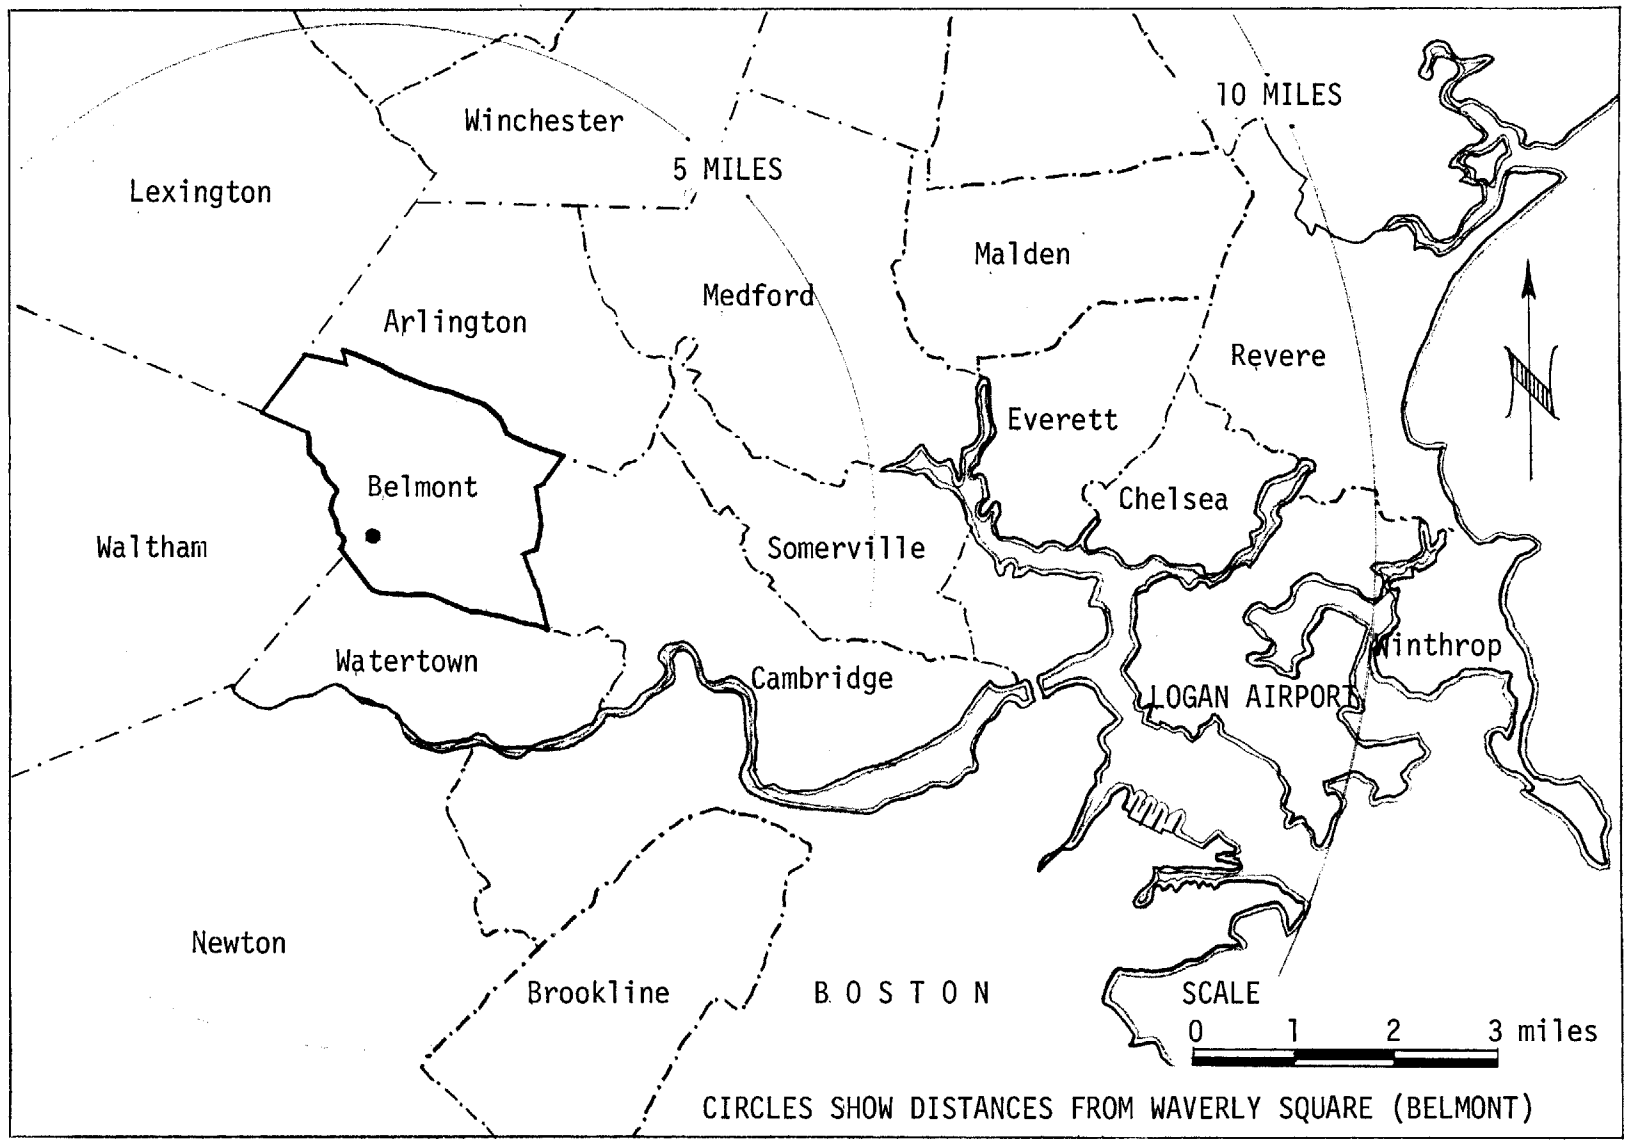 10 MILES
Winchester
5 MILES
Lexington
Malden
Medford
Arlington
Revere
Everett
N
Belmont
Chelsea
Waltham
Somerville
Winthrop
Watertown
Cambridge
LOGAN AIRPORT
Newton
Brookline
BOSTON
SCALE
0 1 2 3 miles
CIRCLES SHOW DISTANCES FROM WAVERLY SQUARE (BELMONT)